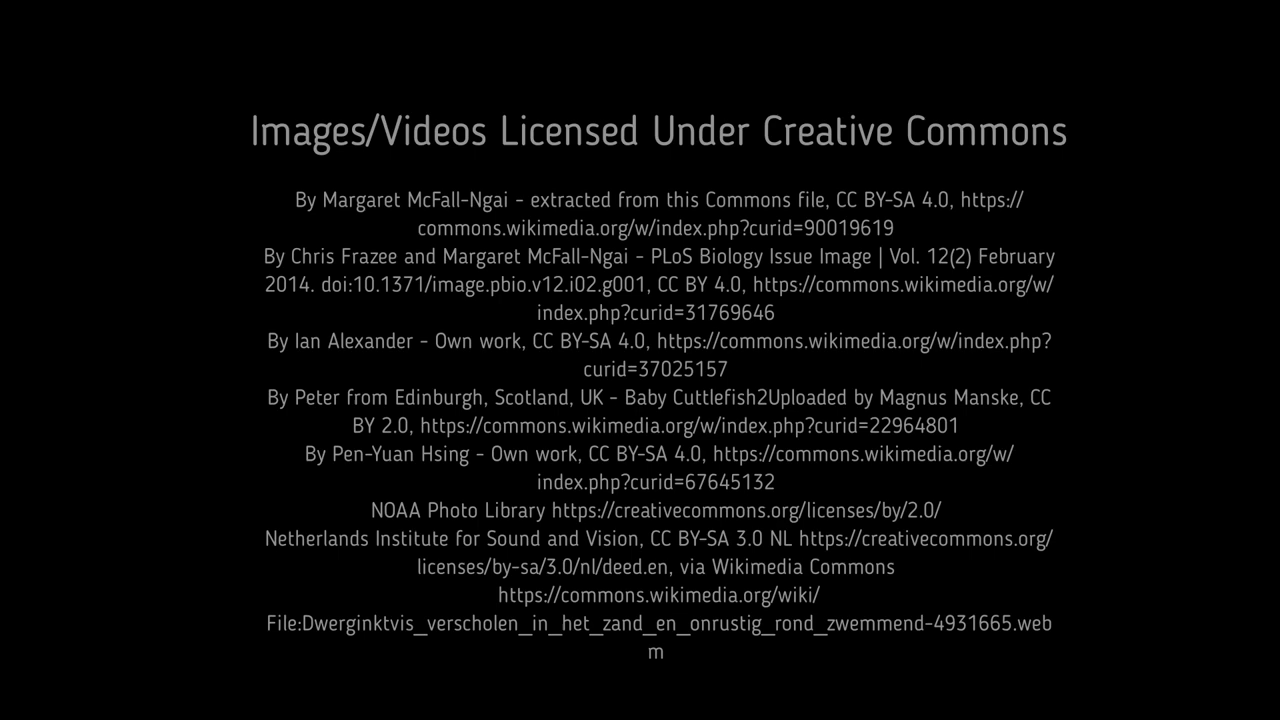 Images/Videos Licensed Under Creative Commons
By Margaret McFall-Ngai - extracted from this Commons file, CC BY-SA 4.0, https://
commons.wikimedia.org/w/index.php?curid=90019619
By Chris Frazee and Margaret McFall-Ngai - PLoS Biology Issue Image | Vol. 12(2) February
2014. doi:10.1371/image.pbio.v12.i02.g001, CC BY 4.0, https://commons.wikimedia.org/w/
index.php?curid=31769646
By Ian Alexander - Own work, CC BY-SA 4.0, https://commons.wikimedia.org/w/index.php?
curid=37025157
By Peter from Edinburgh, Scotland, UK - Baby Cuttlefish2Uploaded by Magnus Manske, CC
BY 2.0, https://commons.wikimedia.org/w/index.php?curid=22964801
By Pen-Yuan Hsing - Own work, CC BY-SA 4.0, https://commons.wikimedia.org/w/
index.php?curid=67645132
NOAA Photo Library https://creativecommons.org/licenses/by/2.0/
Netherlands Institute for Sound and Vision, CC BY-SA 3.0 NL https://creativecommons.org/
licenses/by-sa/3.0/nl/deed.en, via Wikimedia Commons
https://commons.wikimedia.org/wiki/
File:Dwerginktvis_verscholen_in_het_zand_en_onrustig_rond_zwemmend-4931665.web
m